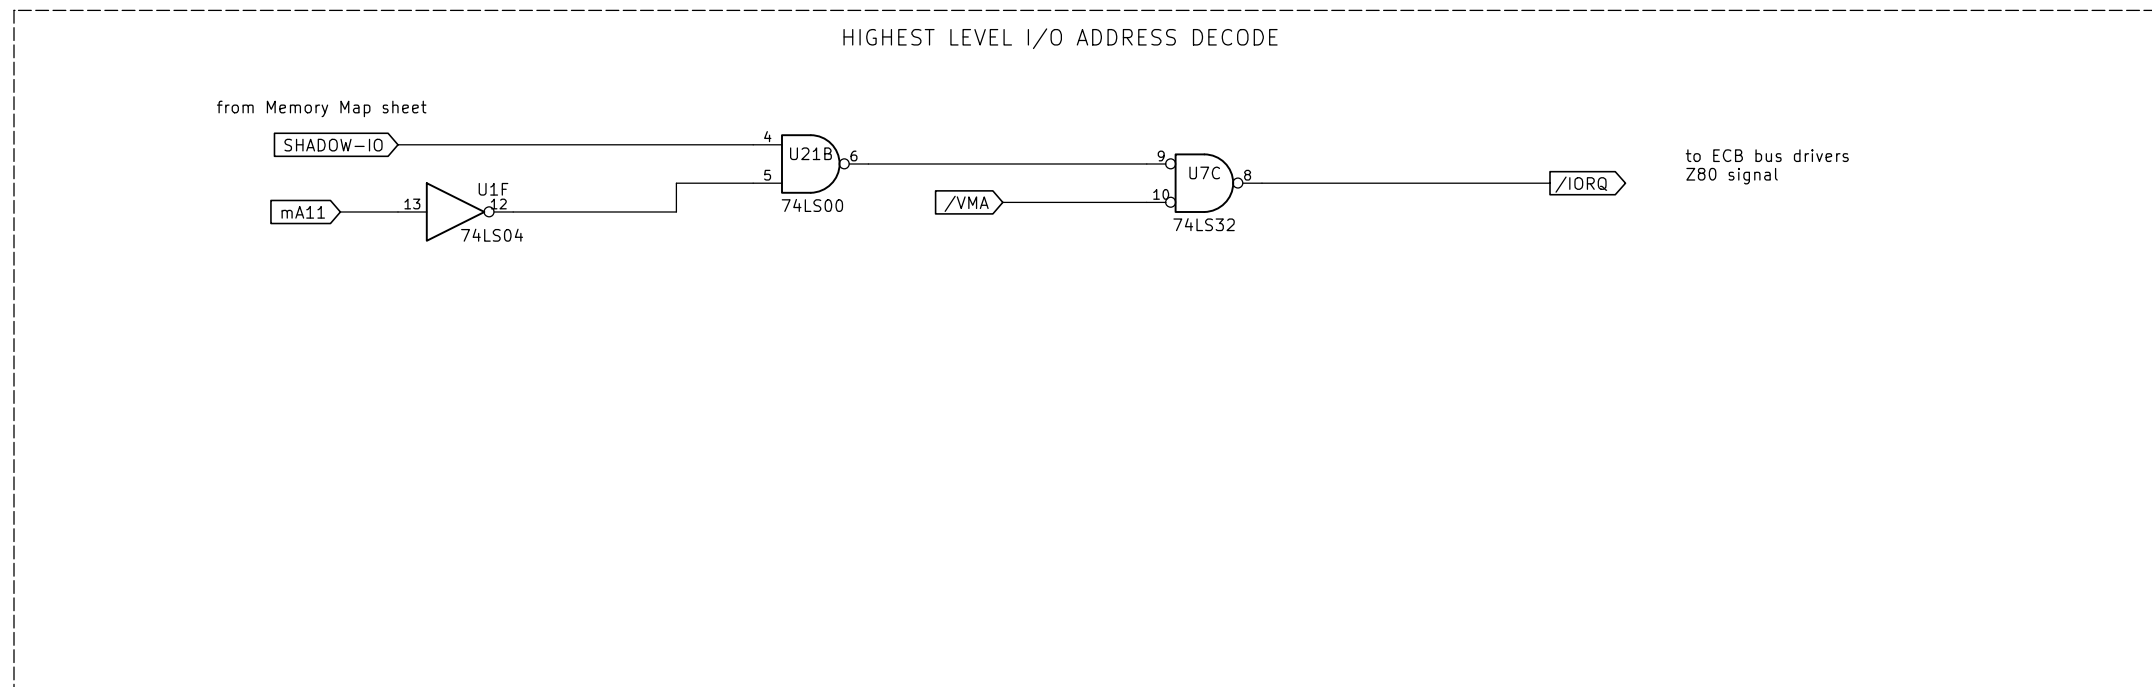 HIGHEST LEVEL I/O ADDRESS DECODE
from Memory Map sheet
SHADOW-IO
4
U21B
6
5
74LS00
mA11
13
U1F
12
74LS04
/VMA
9
10
U7C
8
74LS32
/IORQ
to ECB bus drivers
Z80 signal